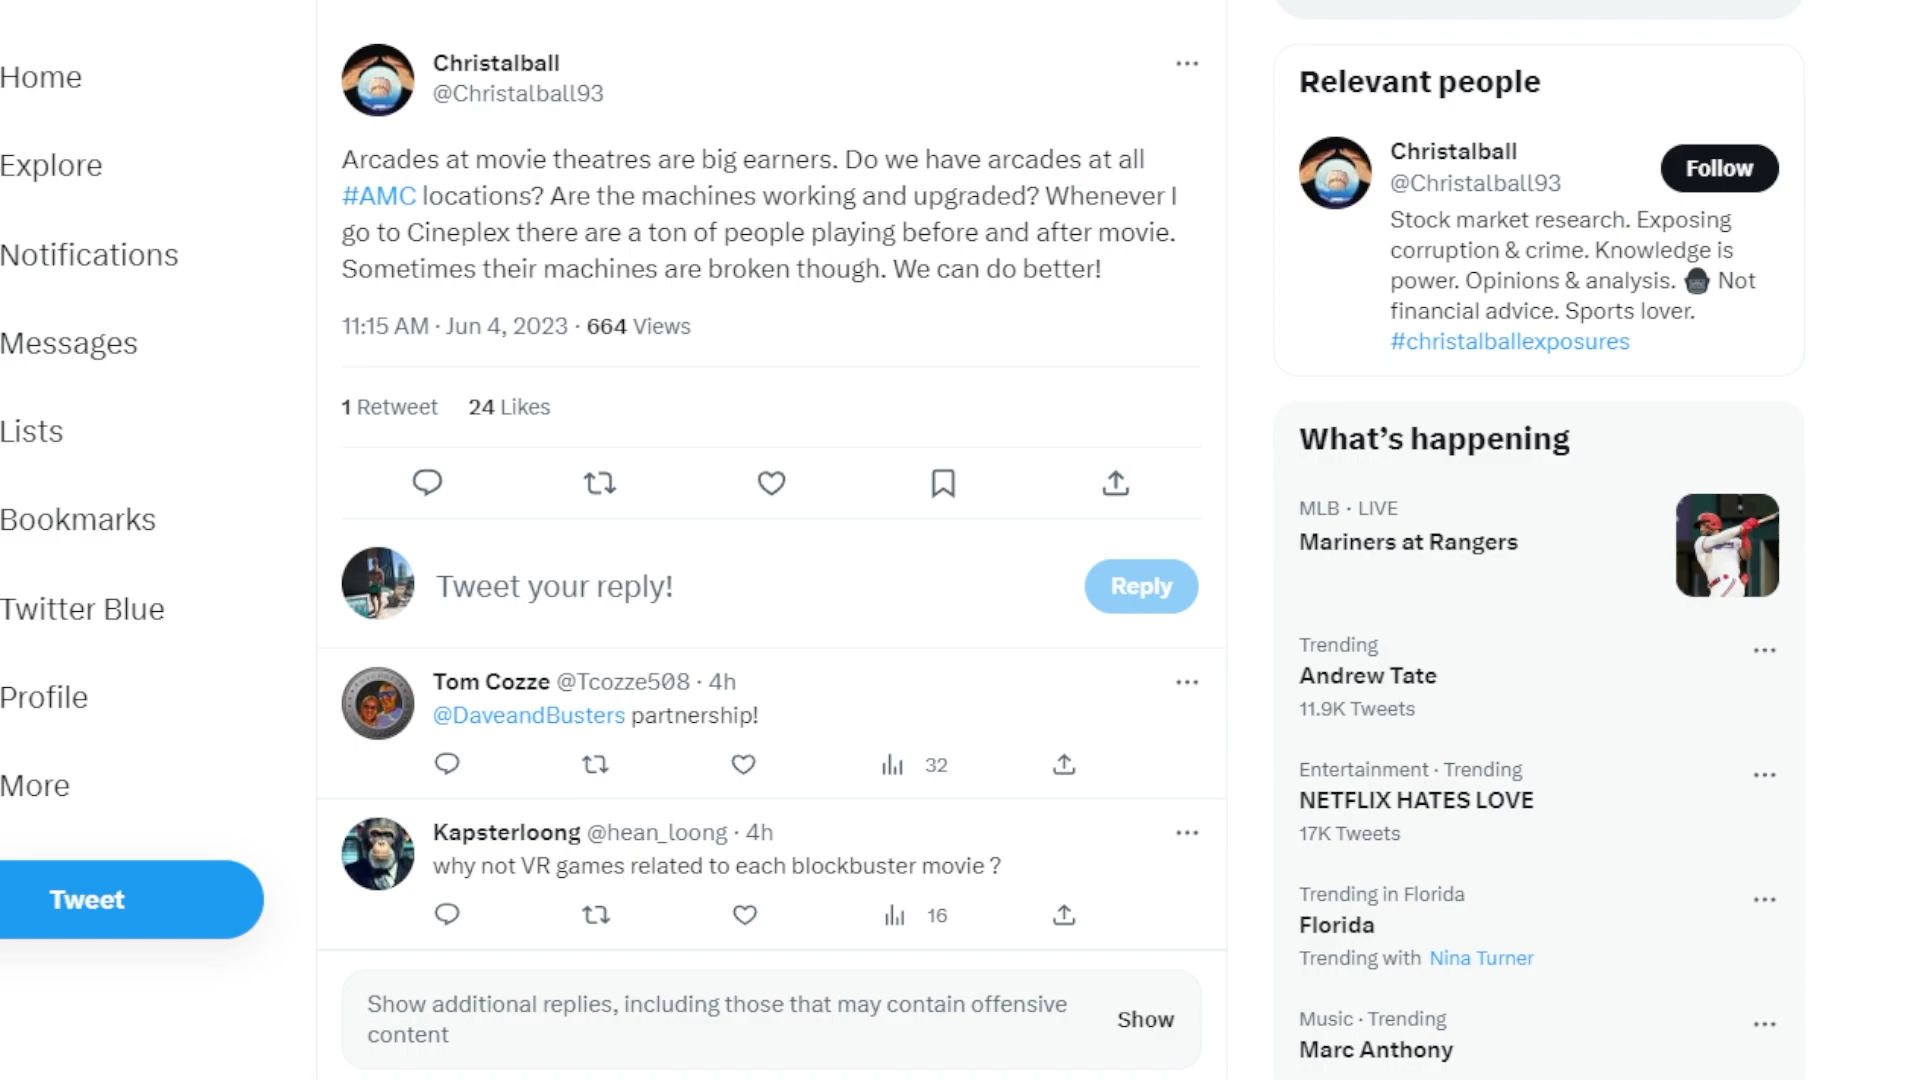 Home
Explore
Notifications
Messages
Lists
Bookmarks
Twitter Blue
Profile
More
Tweet
Christalball
@Christalball93
Arcades at movie theatres are big earners. Do we have arcades at all
#AMC locations? Are the machines working and upgraded? Whenever I
go to Cineplex there are a ton of people playing before and after movie.
Sometimes their machines are broken though. We can do better!
11:15 AM · Jun 4, 2023 · 664 Views
1 Retweet 24 Likes
Tweet your reply!
Reply
Tom Cozze @Tcozze508 · 4h
@DaveandBusters partnership!
32
Kapsterloong @hean_loong · 4h
why not VR games related to each blockbuster movie ?
16
Show additional replies, including those that may contain offensive
content
Show
Relevant people
Christalball
@Christalball93
Follow
Stock market research. Exposing
corruption & crime. Knowledge is
power. Opinions & analysis. Not
financial advice. Sports lover.
#christalballexposures
What's happening
MLB · LIVE
Mariners at Rangers
Trending
Andrew Tate
11.9K Tweets
Entertainment · Trending
NETFLIX HATES LOVE
17K Tweets
Trending in Florida
Florida
Trending with Nina Turner
Music · Trending
Marc Anthony